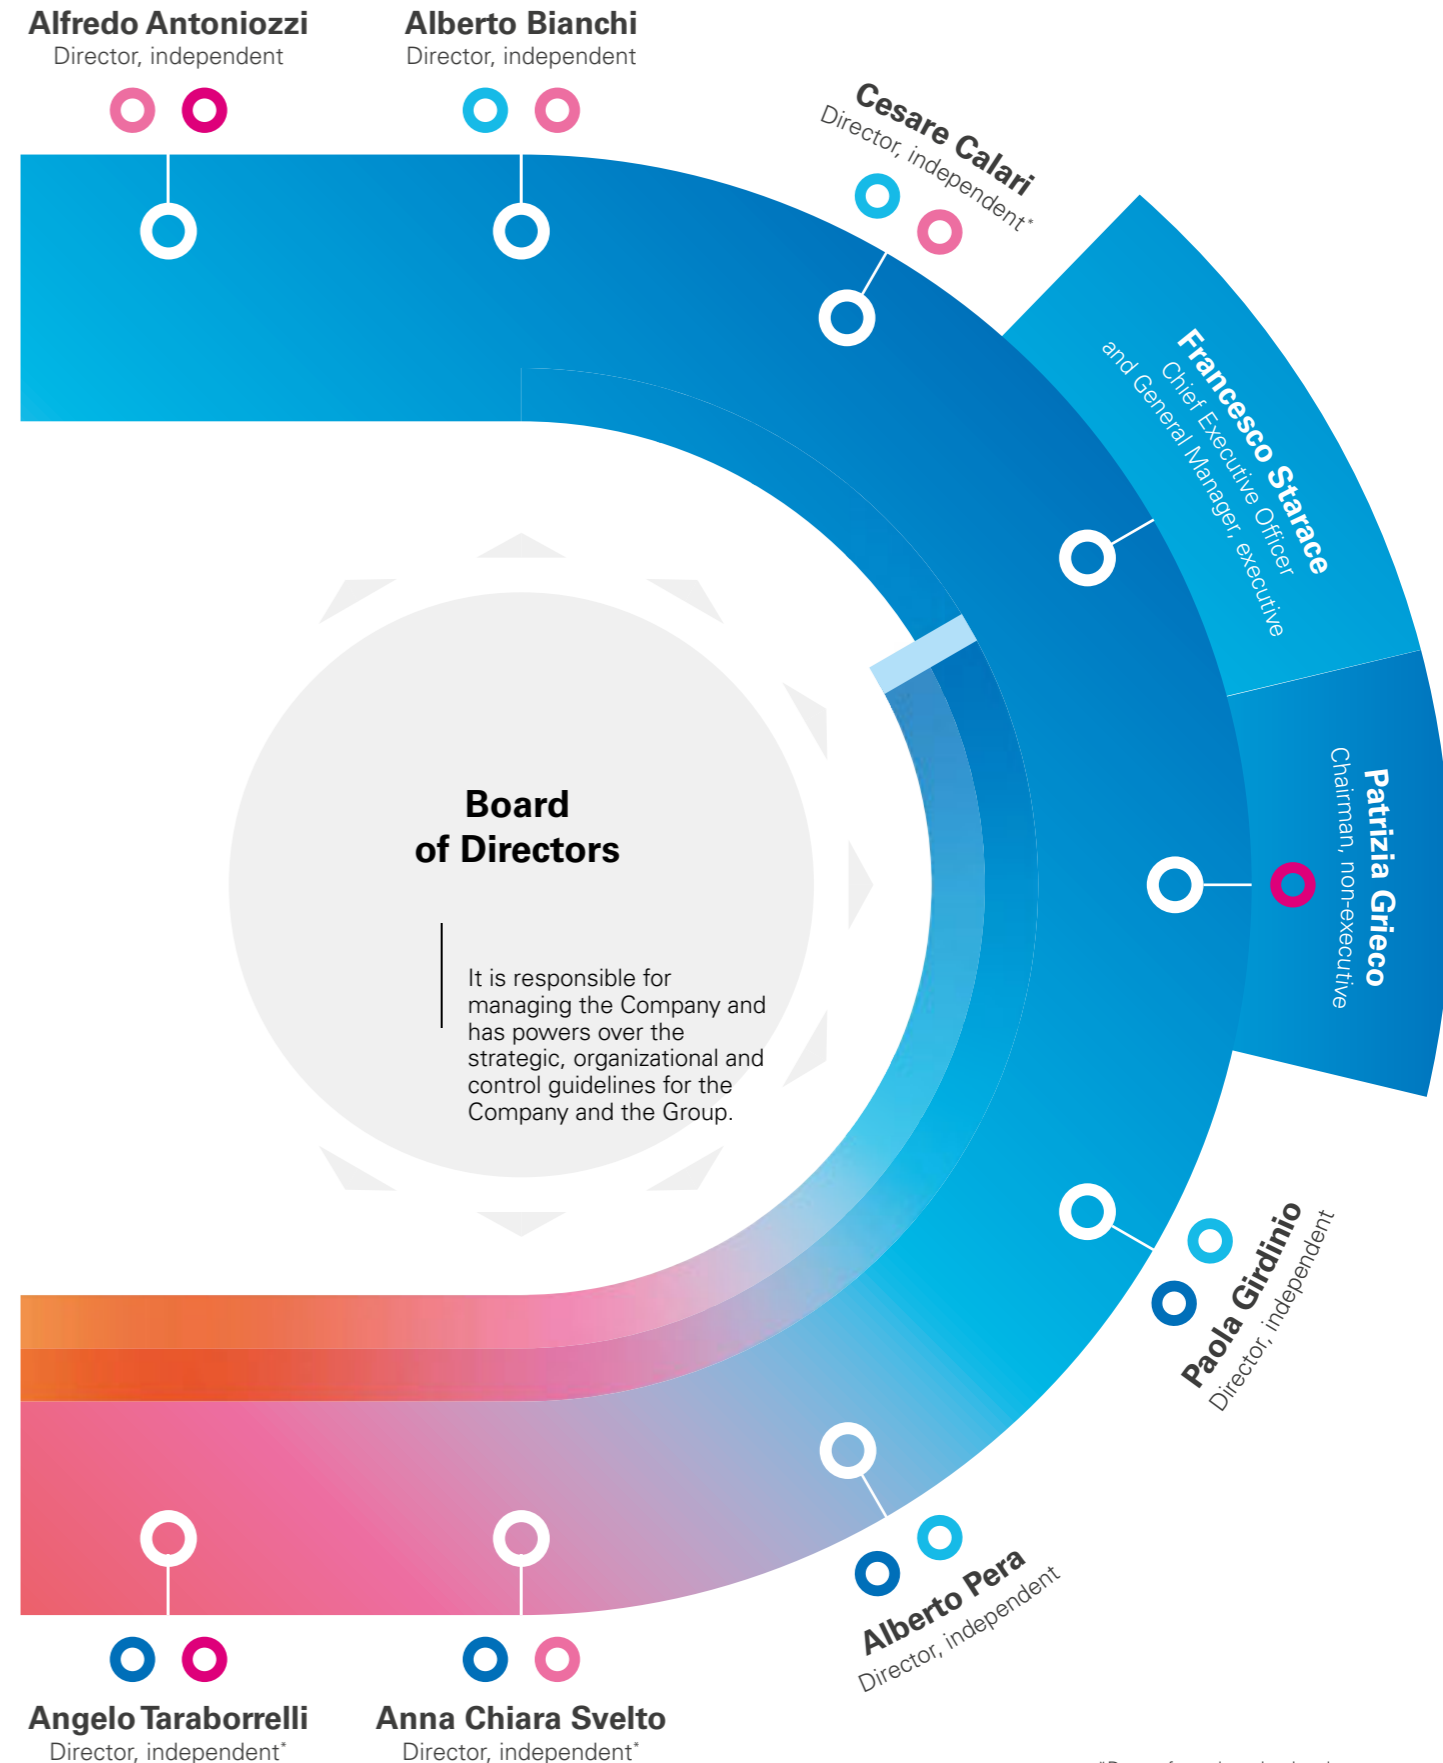 Alfredo Antoniozzi
Director, independent
Alberto Bianchi
Director, independent
Cesare Calari
Director, independent*
Francesco Starace
Chief Executive Officer
and General Manager, executive
Patrizia Grieco
Chairman, non-executive
Board
of Directors
It is responsible for
managing the Company and
has powers over the
strategic, organizational and
control guidelines for the
Company and the Group.
Paola Girdinio
Director, independent
Alberto Pera
Director, independent
Anna Chiara Svelto
Director, independent*
Angelo Taraborrelli
Director, independent*